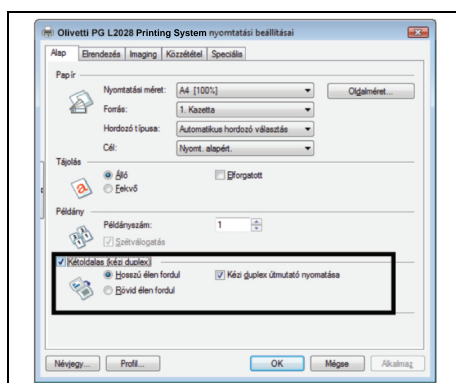 Olivetti PG L2028 Printing System nyomtatási beállításai
Alap Elrendezés Imaging Közzététel Speciális
Papír
Nyomtatási méret: A4 [100%] Oldalméret...
Forrás: 1. Kazetta
Hordozó típusa: Automatikus hordozó választás
Cél: Nyomt. alapért.
Tájolás
Álló Elforgatott
Fekvő
Példány
Példányszám: 1
Szétválogatás
Kétoldalas (kézi duplex)
Hosszú élen fordul Kézi duplex útmutató nyomatása
Rövid élen fordul
Névjegy... Profil... OK Mégse Alkalmaz